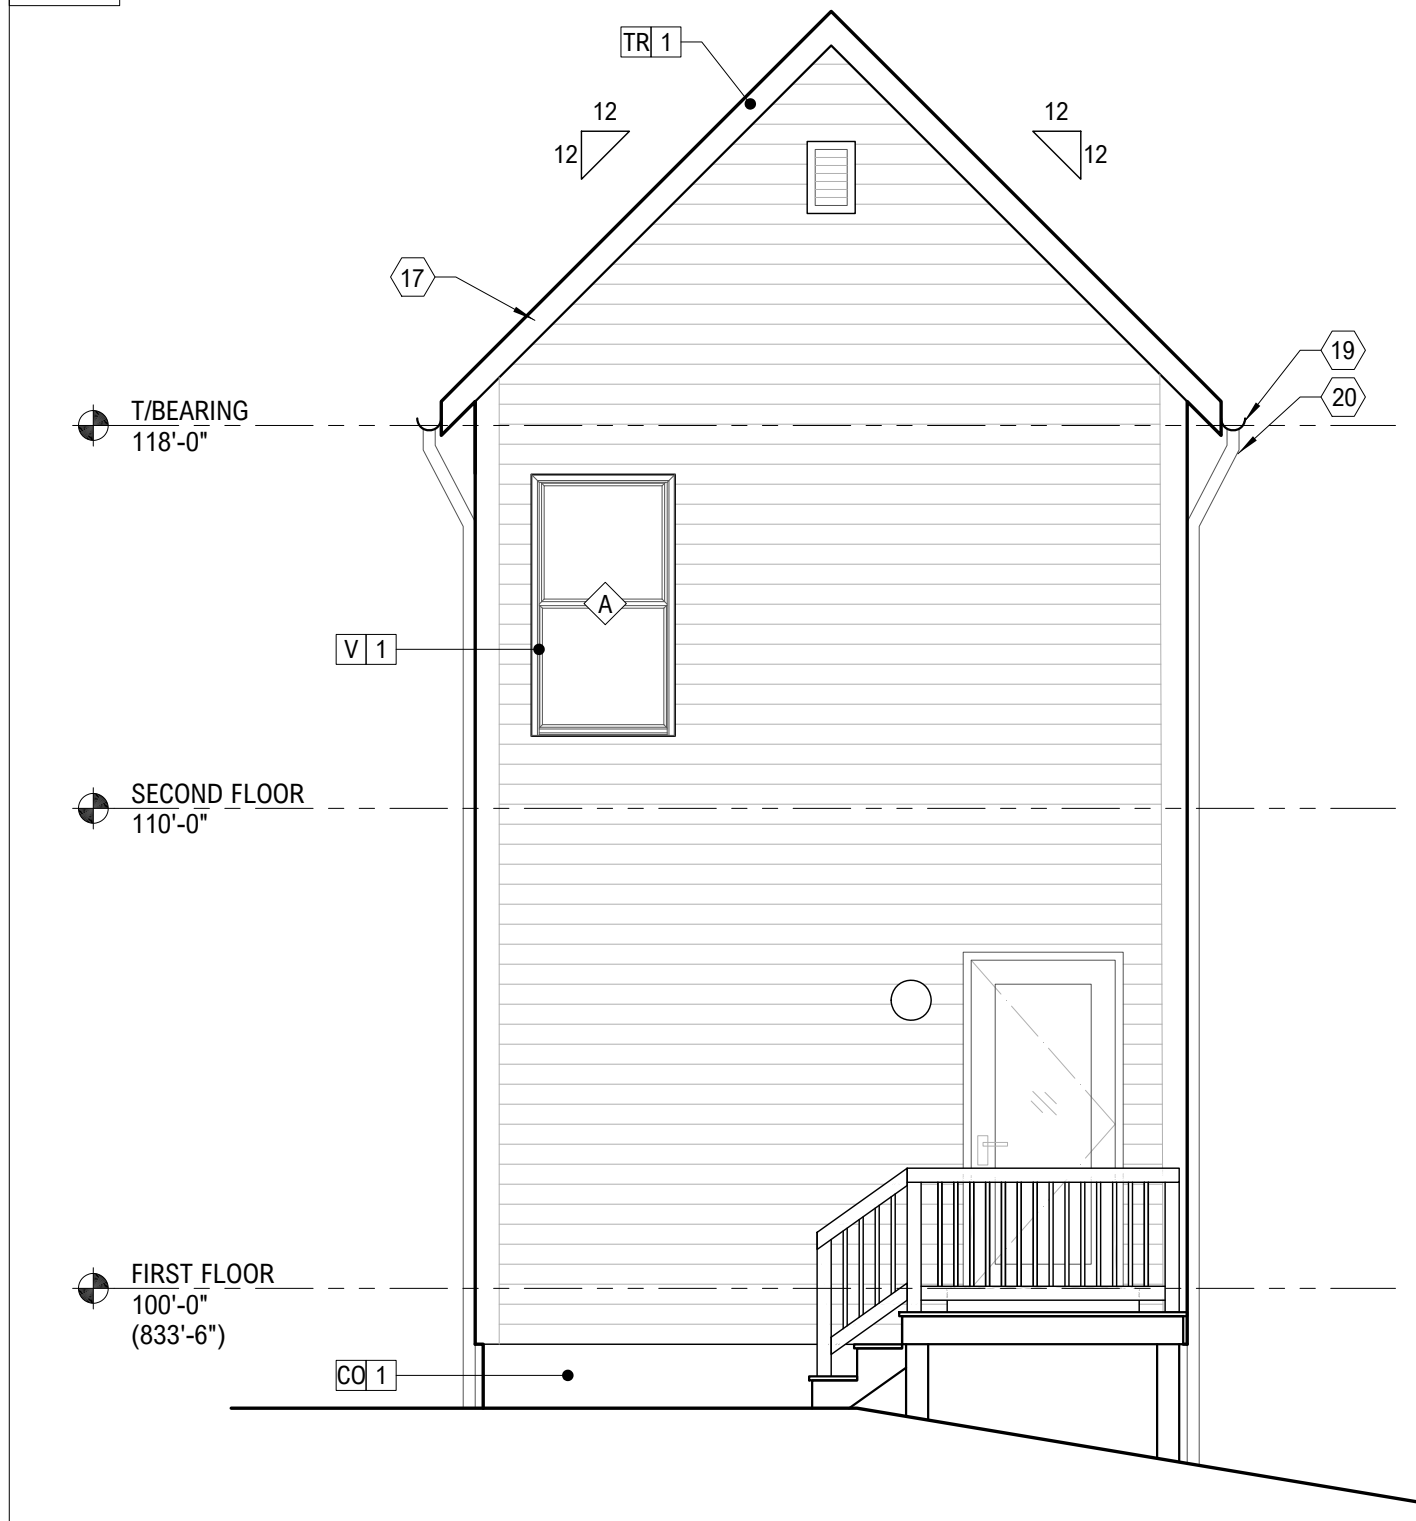 TR 1
12
12
12
12
17
19
20
T/BEARING
118'-0"
A
V 1
SECOND FLOOR
110'-0"
FIRST FLOOR
100'-0"
(833'-6")
CO 1